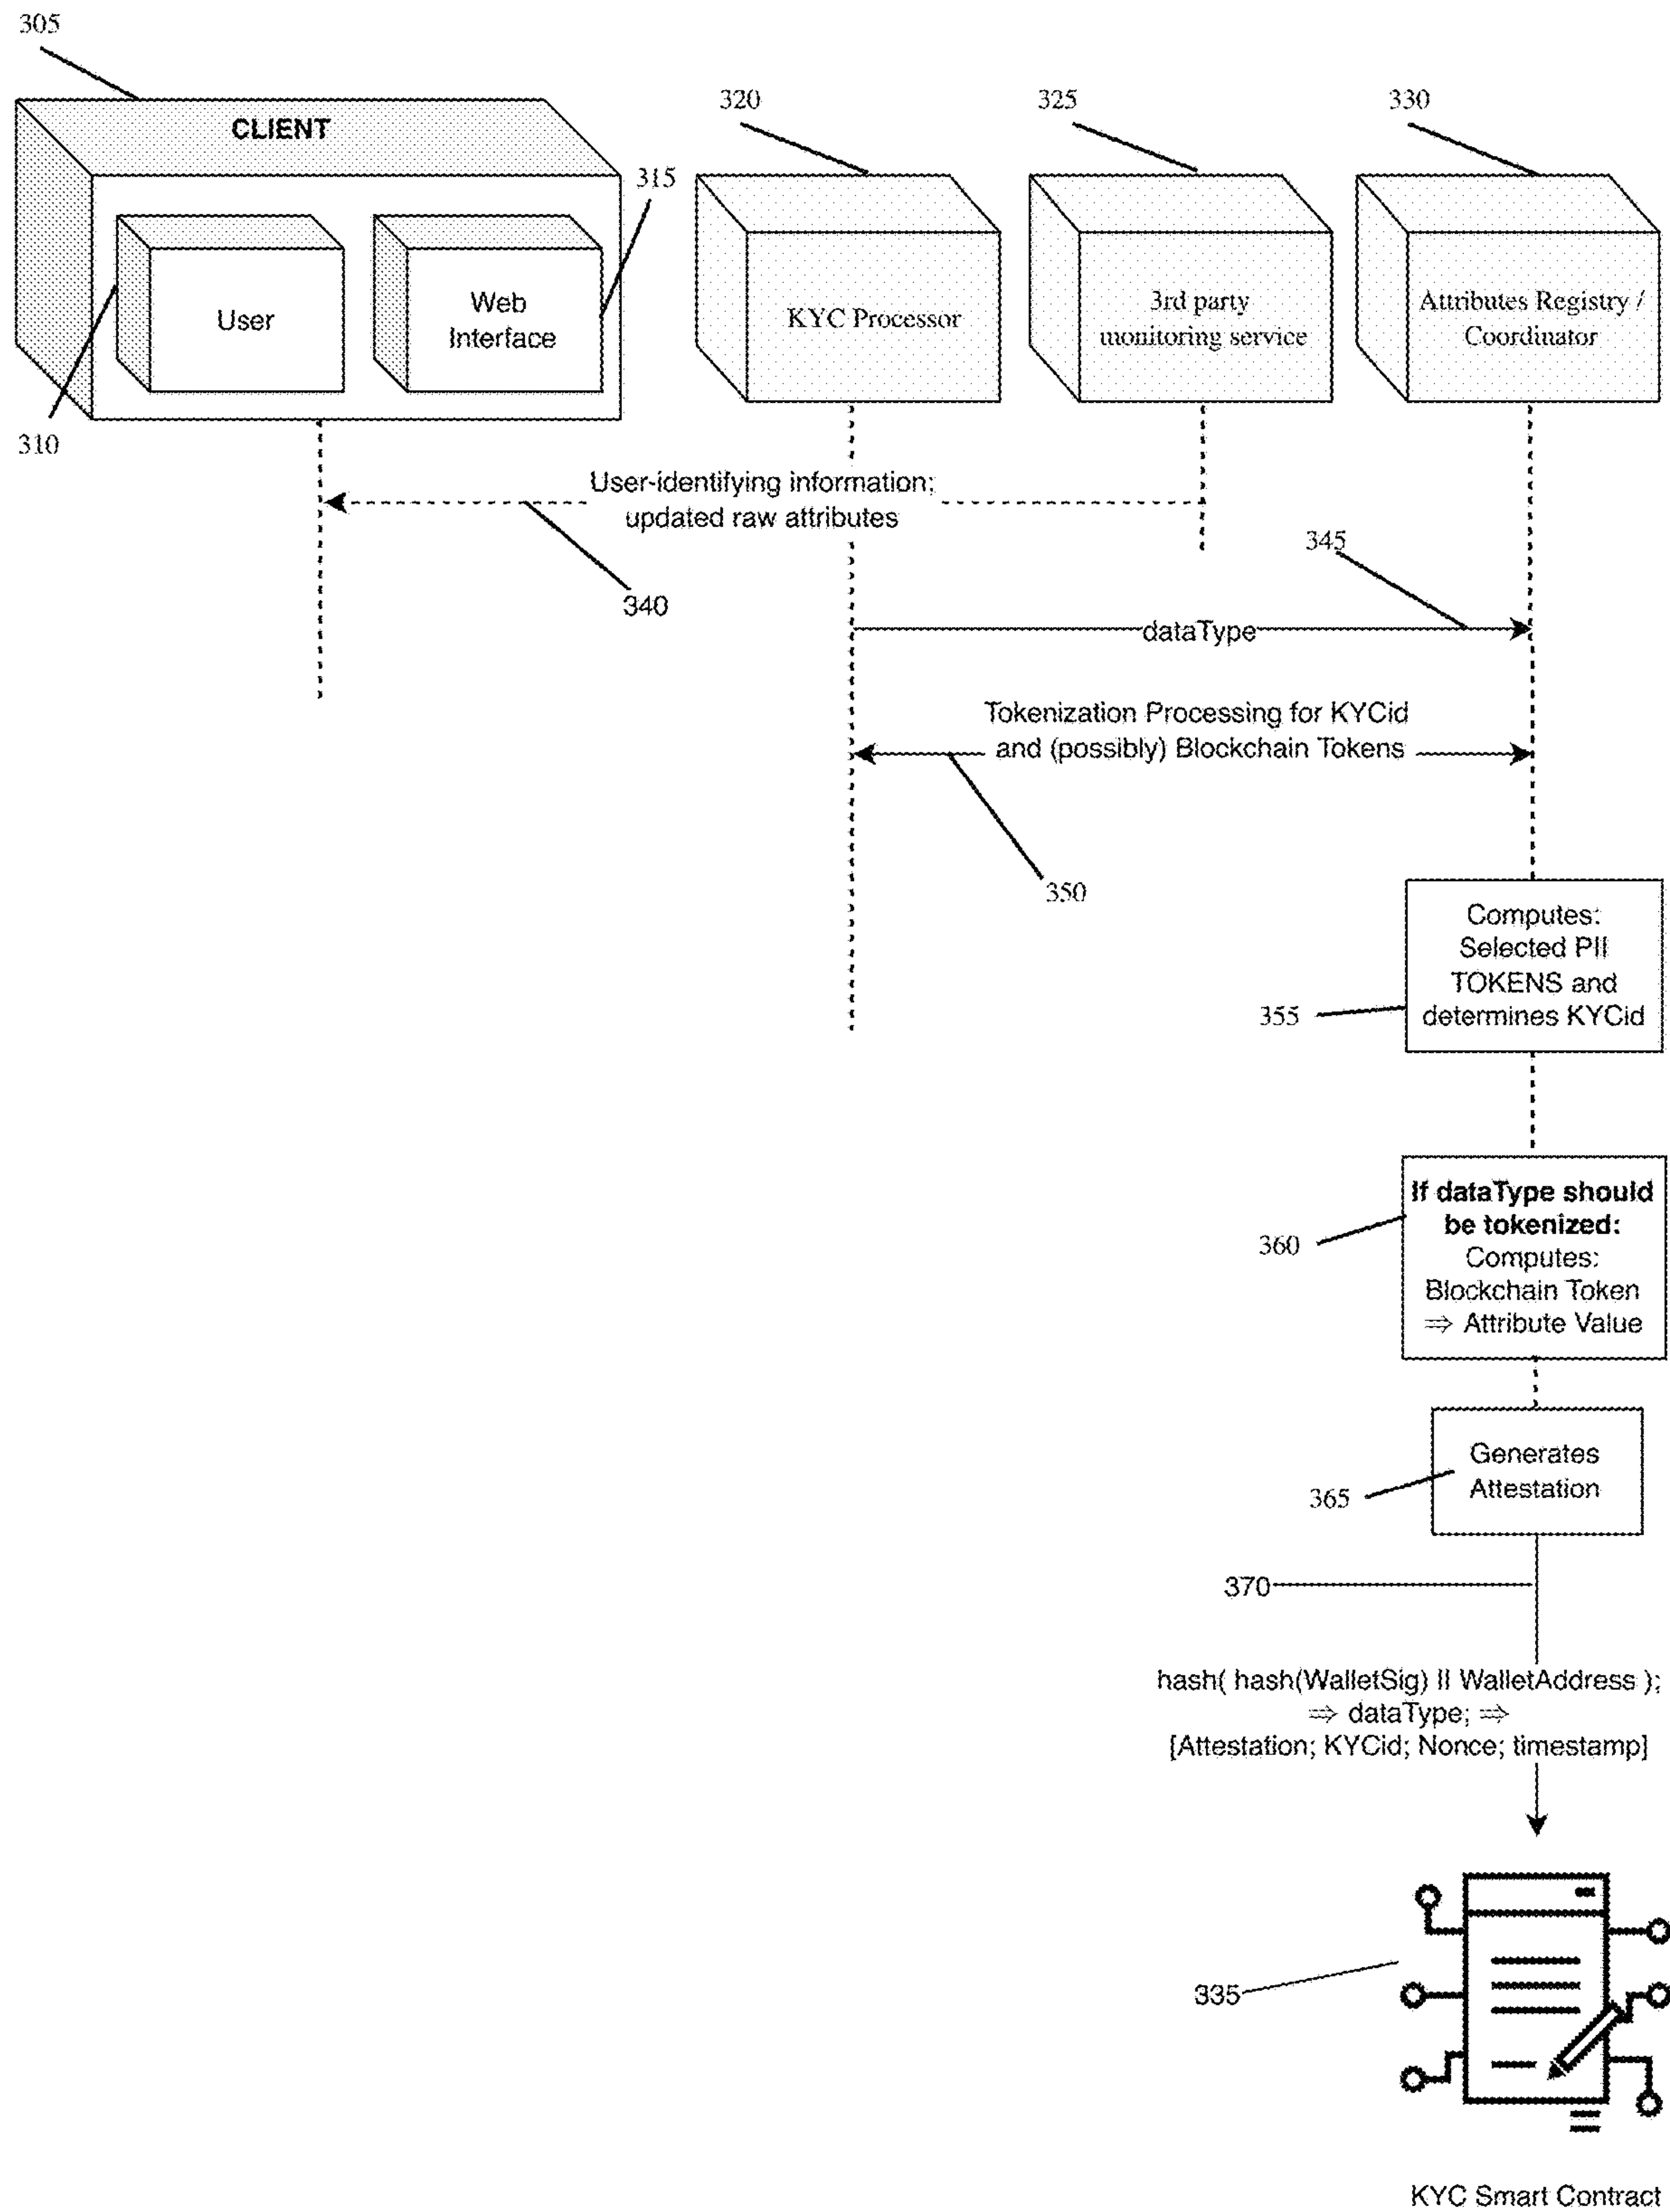 305
CLIENT
320
325
330
315
User
Web
Interface
KYC Processor
3rd party
monitoring service
Attributes Registry /
Coordinator
310
User-identifying information;
updated raw attributes
340
345
dataType
Tokenization Processing for KYCid
and (possibly) Blockchain Tokens
350
Computes:
Selected PII
TOKENS and
determines KYCid
355
If dataType should
be tokenized:
Computes:
Blockchain Token
⇒ Attribute Value
360
Generates
Attestation
365
370
hash( hash(WalletSig) || WalletAddress );
⇒ dataType; ⇒
[Attestation; KYCid; Nonce; timestamp]
335
KYC Smart Contract